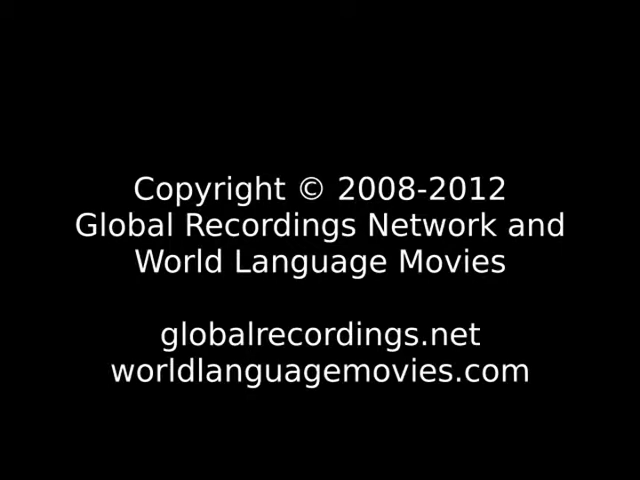 Copyright © 2008-2012
Global Recordings Network and
World Language Movies
globalrecordings.net
worldlanguagemovies.com